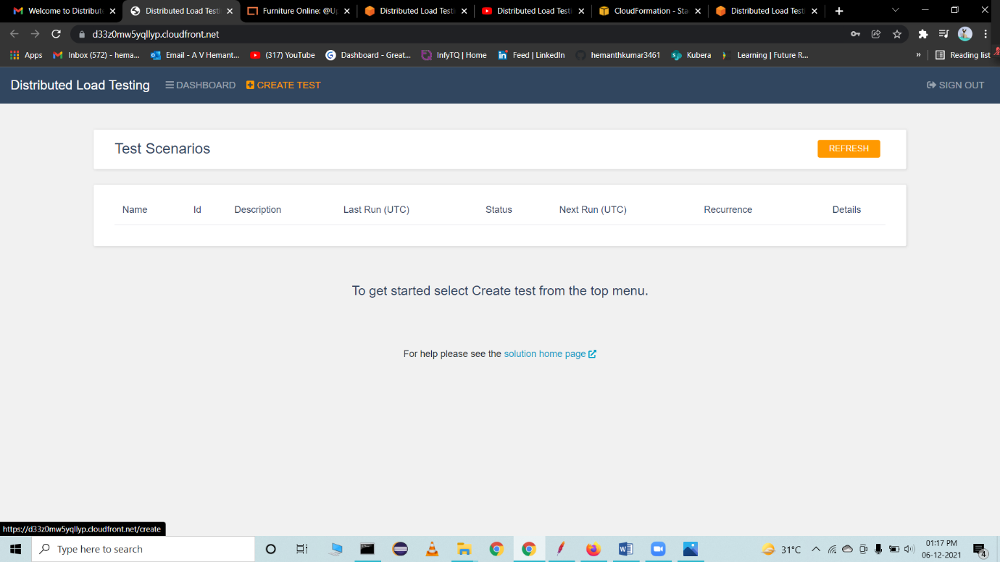 Welcome to Distribute
Distributed Load Testi
Furniture Online: @Up
Distributed Load Testi
Distributed Load Testi
CloudFormation - Sta
Distributed Load Testi
d33z0mw5yqllyp.cloudfront.net
Apps
Inbox (572) - hema...
Email - A V Hemant...
(317) YouTube
Dashboard - Great...
InfyTQ | Home
Feed | LinkedIn
hemanthkumar3461
Kubera
Learning | Future R...
»
Reading list
Distributed Load Testing
DASHBOARD
CREATE TEST
SIGN OUT
Test Scenarios
REFRESH
Name Id Description Last Run (UTC) Status Next Run (UTC) Recurrence Details
To get started select Create test from the top menu.
For help please see the solution home page
https://d33z0mw5yqllyp.cloudfront.net/create
Type here to search
31°C
01:17 PM
06-12-2021
4